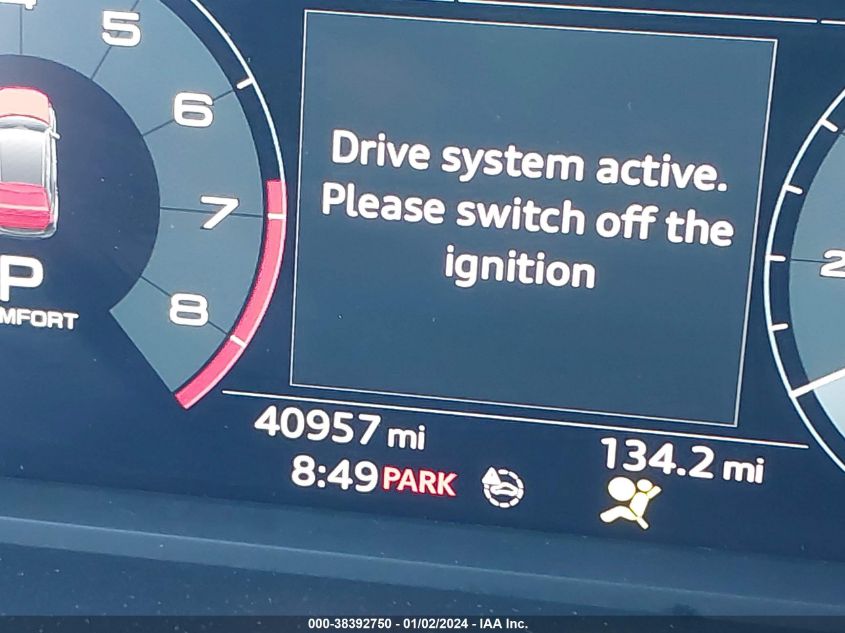 5
6
7
8
P
MFORT
Drive system active.
Please switch off the
ignition
40957 mi
134.2 mi
8:49 PARK
2
000-38392750 - 01/02/2024 - IAA Inc.